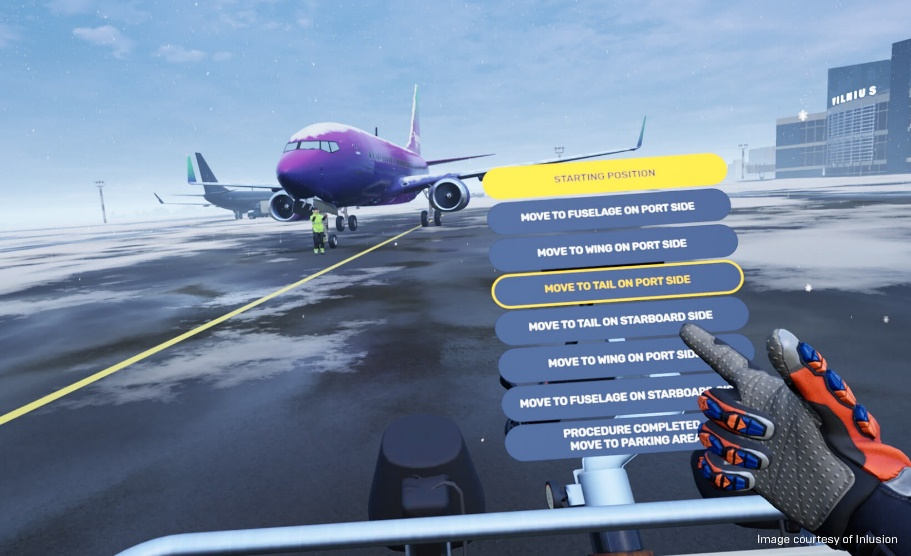 VILNIUS
STARTING POSITION
MOVE TO FUSELAGE ON PORT SIDE
MOVE TO WING ON PORT SIDE
MOVE TO TAIL ON PORT SIDE
MOVE TO TAIL ON STARBOARD SIDE
MOVE TO WING ON PORT SIDE
MOVE TO FUSELAGE ON STARBOARD
PROCEDURE COMPLETED
MOVE TO PARKING AREA
Image courtesy of Inlusion